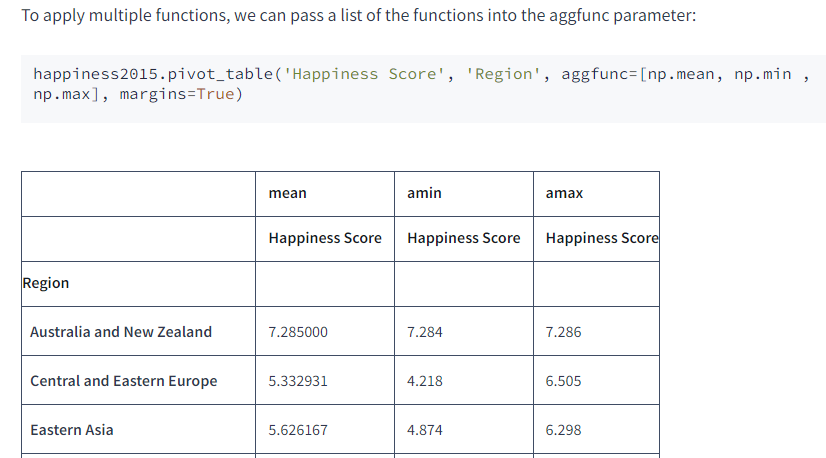 To apply multiple functions, we can pass a list of the functions into the aggfunc parameter:
happiness2015.pivot_table('Happiness Score', 'Region', aggfunc=[np.mean, np.min ,
np.max], margins=True)
mean amin amax
Happiness Score Happiness Score Happiness Score
Region
Australia and New Zealand 7.285000 7.284 7.286
Central and Eastern Europe 5.332931 4.218 6.505
Eastern Asia 5.626167 4.874 6.298